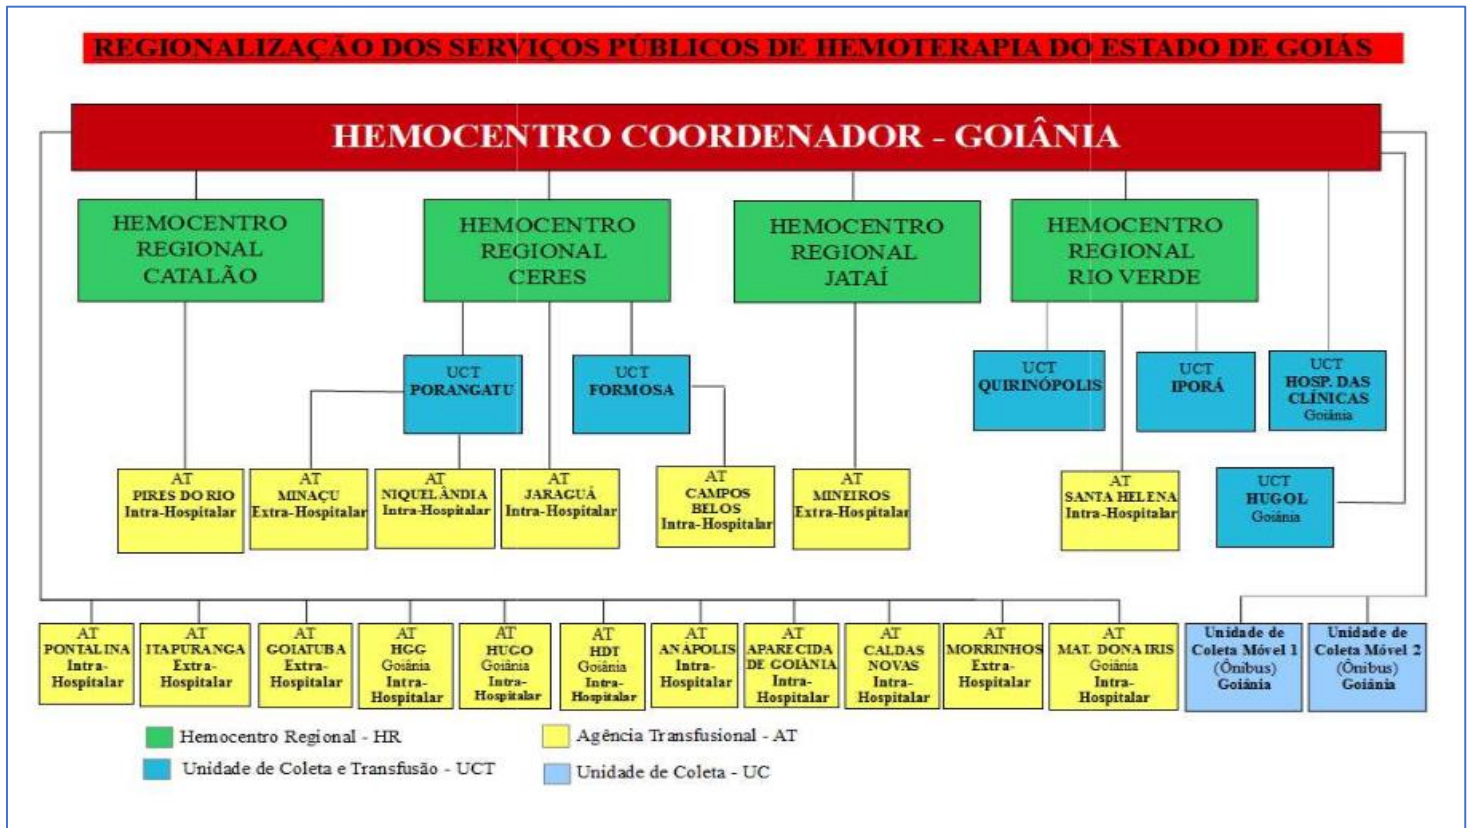 REGIONALIZAÇÃO DOS SERVIÇOS PÚBLICOS DE HEMOTERAPIA DO ESTADO DE GOIÁS
HEMOCENTRO COORDENADOR - GOIÂNIA
HEMOCENTRO
REGIONAL
CATALÃO
HEMOCENTRO
REGIONAL
CERES
HEMOCENTRO
REGIONAL
JATAÍ
HEMOCENTRO
REGIONAL
RIO VERDE
UCT
PORANGATU
UCT
FORMOSA
UCT
QUIRINÓPOLIS
UCT
IPORÁ
UCT
HOSP. DAS
CLÍNICAS
Goiânia
AT
PIRES DO RIO
Intra-Hospitalar
AT
MINAÇU
Extra-Hospitalar
AT
NIQUELÂNDIA
Intra-Hospitalar
AT
JARAGUÁ
Intra-Hospitalar
AT
CAMPOS
BELOS
Intra-Hospitalar
AT
MINEIROS
Extra-Hospitalar
AT
SANTA HELENA
Intra-Hospitalar
UCT
HUGOL
Goiânia
AT
PONTALINA
Intra-
Hospitalar
AT
ITAPURANGA
Extra-
Hospitalar
AT
GOIATUBA
Extra-
Hospitalar
AT
HGG
Goiânia
Intra-
Hospitalar
AT
HUGO
Goiânia
Intra-
Hospitalar
AT
HDT
Goiânia
Intra-
Hospitalar
AT
ANÁPOLIS
Intra-
Hospitalar
AT
APARECIDA
DE GOIÂNIA
Intra-
Hospitalar
AT
CALDAS
NOVAS
Intra-
Hospitalar
AT
MORRINHOS
Extra-
Hospitalar
AT
MAT. DONA IRIS
Goiânia
Intra-
Hospitalar
Unidade de
Coleta Móvel 1
(Ônibus)
Goiânia
Unidade de
Coleta Móvel 2
(Ônibus)
Goiânia
Hemocentro Regional - HR
Agência Transfusional - AT
Unidade de Coleta e Transfusão - UCT
Unidade de Coleta - UC